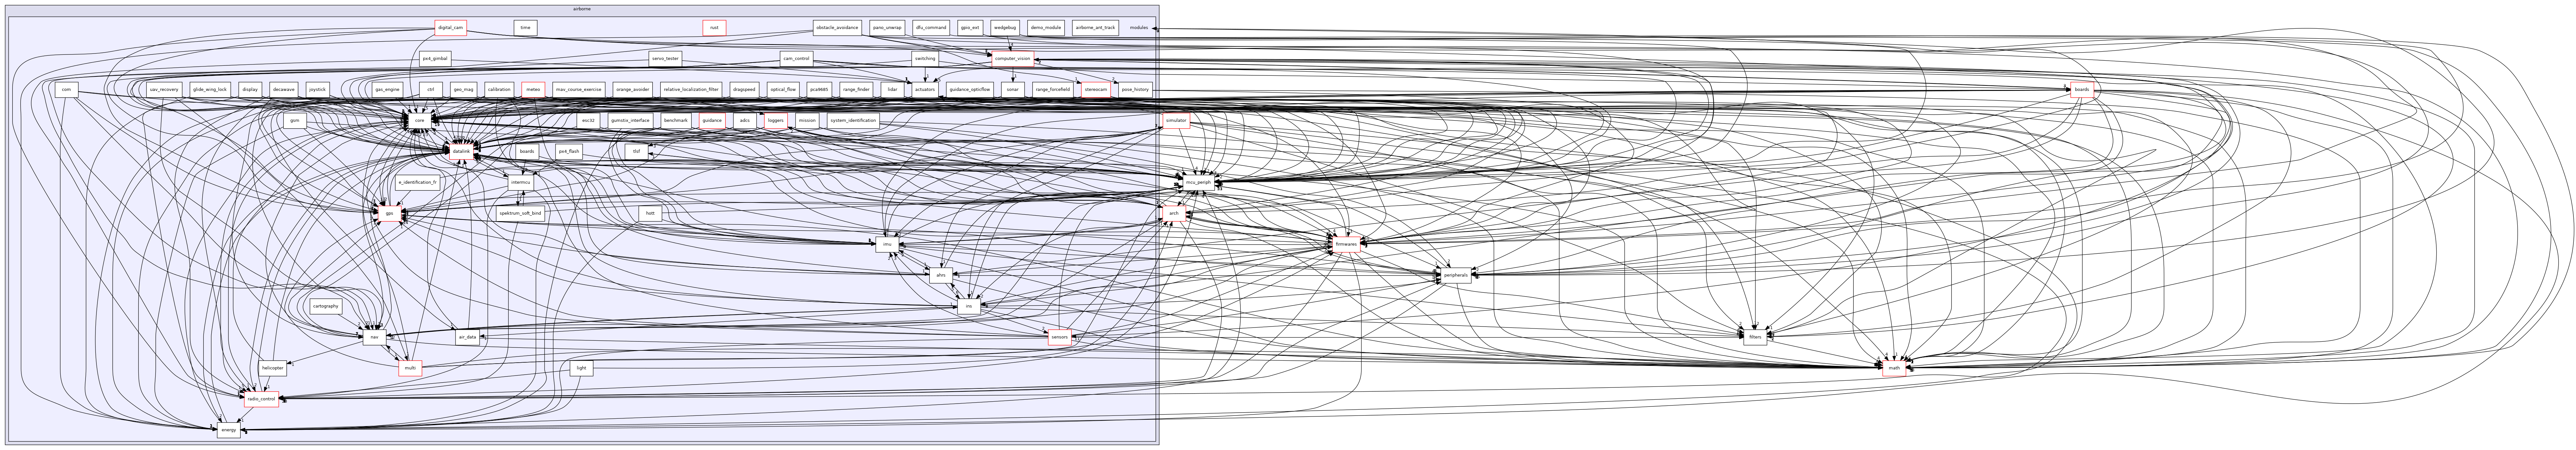 airborne
digital_cam
time
rust
obstacle_avoidance
pano_unwrap
dfu_command
gpio_ext
wedgebug
demo_module
airborne_ant_track
modules
px4_gimbal
servo_tester
cam_control
switching
computer_vision
com
uav_recovery
glide_wing_lock
display
decawave
joystick
gas_engine
ctrl
geo_mag
calibration
meteo
max_course_exercise
orange_avoider
relative_localization_filter
dragspeed
optical_flow
pca9685
range_finder
lidar
actuators
guidance_opticflow
sonar
range_forcefield
stereocam
pose_history
boards
gsm
core
esc32
gumstix_interface
benchmark
guidance
adcs
loggers
mission
system_identification
simulator
datalink
boards
px4_flash
tlsf
e_identification_fr
intermcu
mcu_periph
gps
spektrum_soft_bind
hott
arch
imu
firmwares
ahrs
peripherals
cartography
ins
nav
air_data
sensors
filters
helicopter
multi
light
math
radio_control
energy